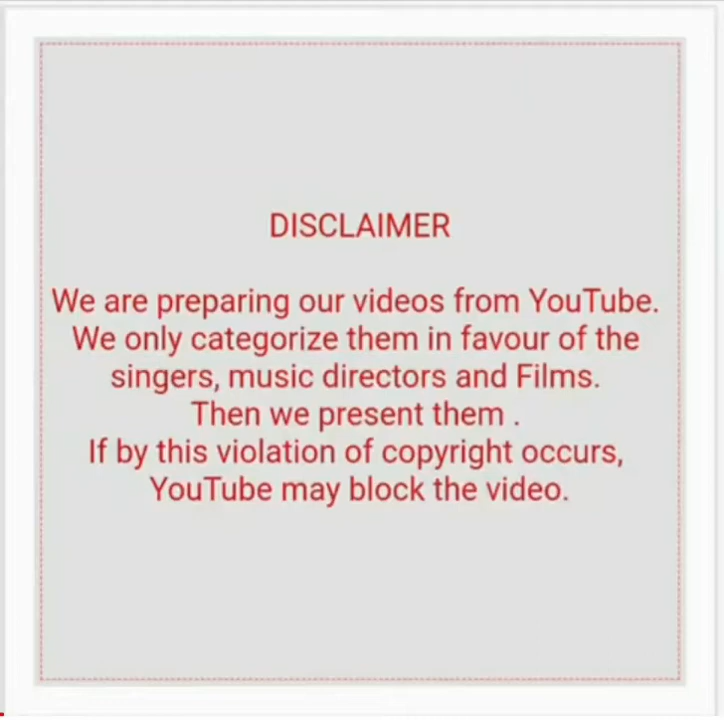 DISCLAIMER
We are preparing our videos from YouTube.
We only categorize them in favour of the
singers, music directors and Films.
Then we present them .
If by this violation of copyright occurs,
YouTube may block the video.